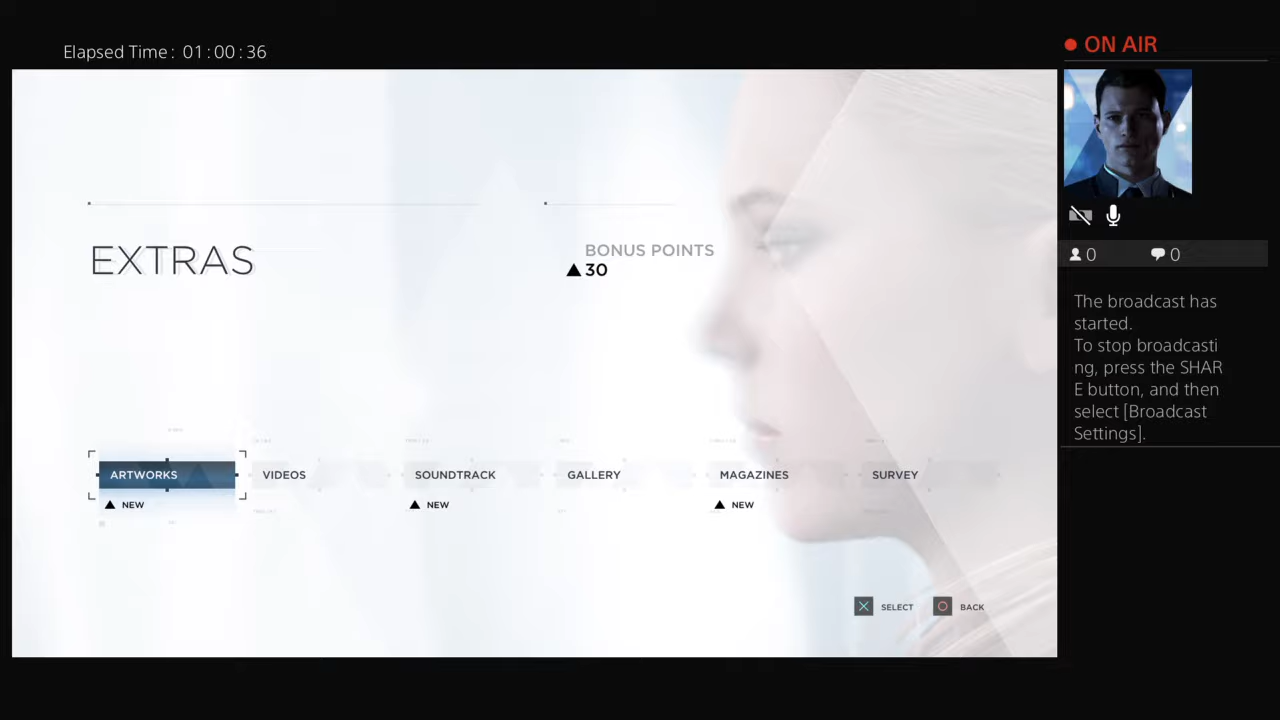 Elapsed Time: 01:00:36
ON AIR
EXTRAS
BONUS POINTS
30
0
0
The broadcast has
started.
To stop broadcasti
ng, press the SHAR
E button, and then
select [Broadcast
Settings].
ARTWORKS
VIDEOS
SOUNDTRACK
GALLERY
MAGAZINES
SURVEY
NEW
NEW
NEW
SELECT
BACK